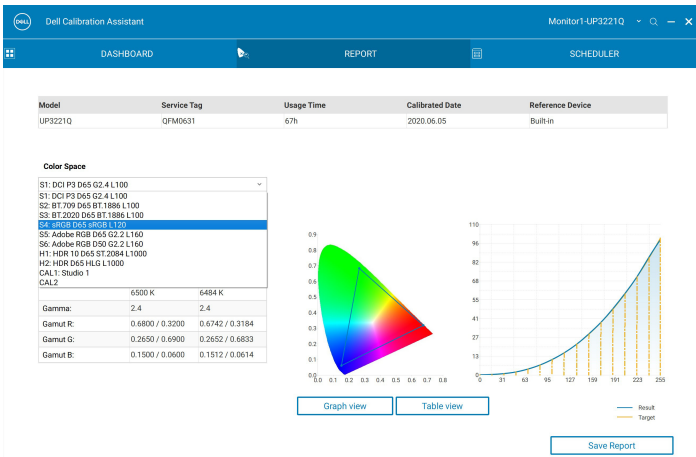 DELL Dell Calibration Assistant Monitor1-UP3221Q
DASHBOARD REPORT SCHEDULER
Model Service Tag Usage Time Calibrated Date Reference Device
UP3221Q QFM0631 67h 2020.06.05 Built-in
Color Space
S1: DCI P3 D65 G2.4 L100
S1: DCI P3 D65 G2.4 L100
S2: BT.709 D65 BT.1886 L100
S3: BT.2020 D65 BT.1886 L100
S4: sRGB D65 sRGB L120
S5: Adobe RGB D65 G2.2 L160
S6: Adobe RGB D50 G2.2 L160
H1: HDR 10 D65 ST.2084 L1000
H2: HDR D65 HLG L1000
CAL1: Studio 1
CAL2
6500 K 6484 K
Gamma: 2.4 2.4
Gamut R: 0.6800 / 0.3200 0.6742 / 0.3184
Gamut G: 0.2650 / 0.6900 0.2652 / 0.6833
Gamut B: 0.1500 / 0.0600 0.1512 / 0.0614
0.9
0.8
0.7
0.6
0.5
0.4
0.3
0.2
0.1
0.0
0.0 0.1 0.2 0.3 0.4 0.5 0.6 0.7 0.8
110
96
82
68
55
41
27
13
0
0 31 63 95 127 159 191 223 255
Graph view Table view
Result
Target
Save Report